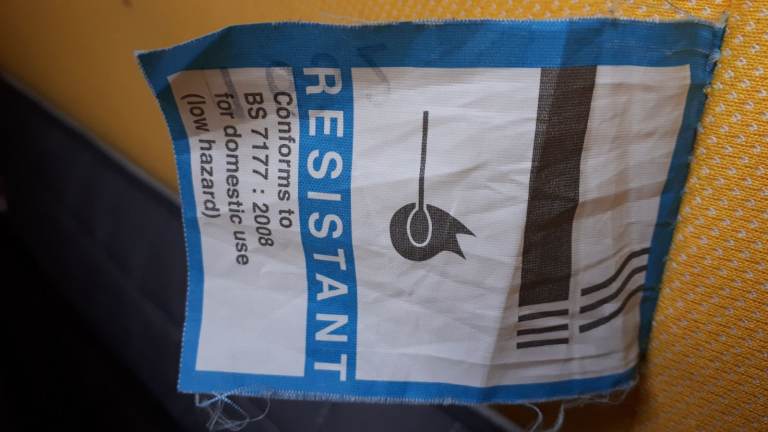 RESISTANT
Conforms to
BS 7177 : 2008
for domestic use
(low hazard)